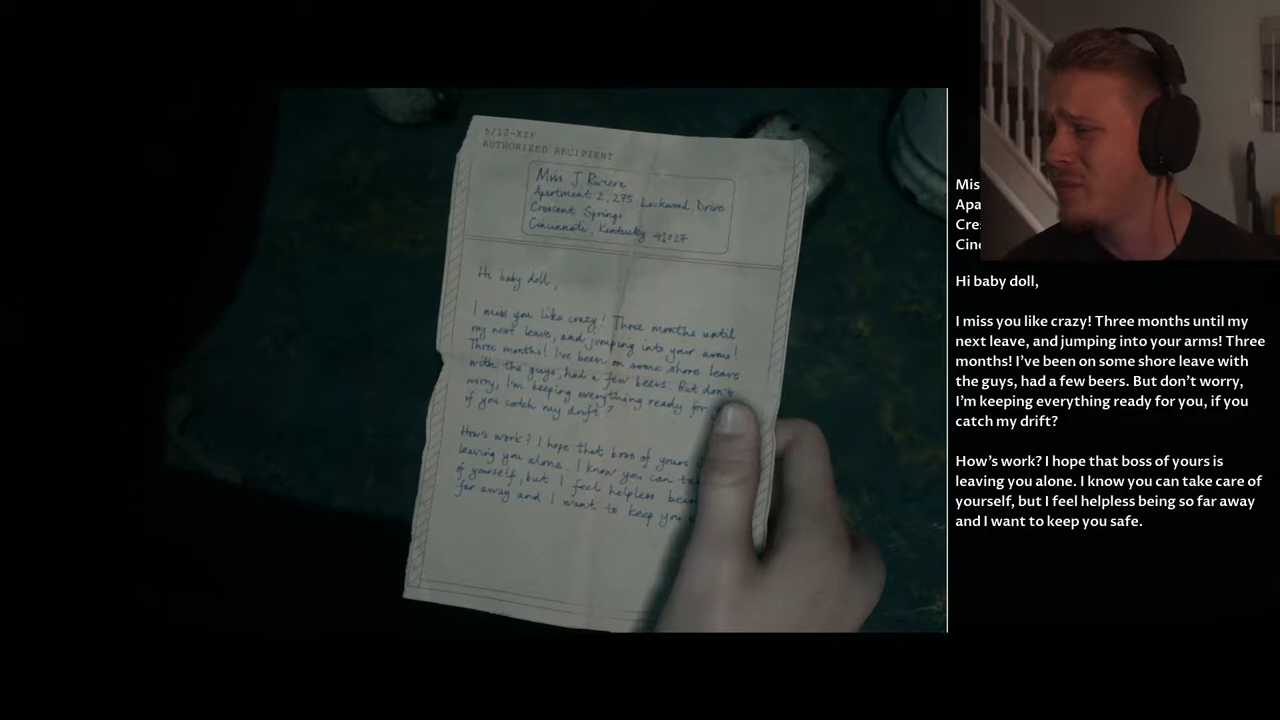 5/12-XZF
AUTHORIZED RECIPIENT
Miss J Riviera
Apartment 2, 275 Lockwood Drive
Crescent Springs
Cincinnati, Kentucky 41017
Hi baby doll,
I miss you like crazy! Three months until
my next leave, and jumping into your arms!
Three months! I've been on some shore leave
with the guys, had a few beers. But don't
worry, I'm keeping everything ready for
if you catch my drift?
How's work? I hope that boss of yours
leaving you alone. I know you can
of yourself, but I feel helpless
far away and I want to keep you
Mis
Apa
Cre
Cin
Hi baby doll,
I miss you like crazy! Three months until my
next leave, and jumping into your arms! Three
months! I've been on some shore leave with
the guys, had a few beers. But don't worry,
I'm keeping everything ready for you, if you
catch my drift?
How's work? I hope that boss of yours is
leaving you alone. I know you can take care of
yourself, but I feel helpless being so far away
and I want to keep you safe.